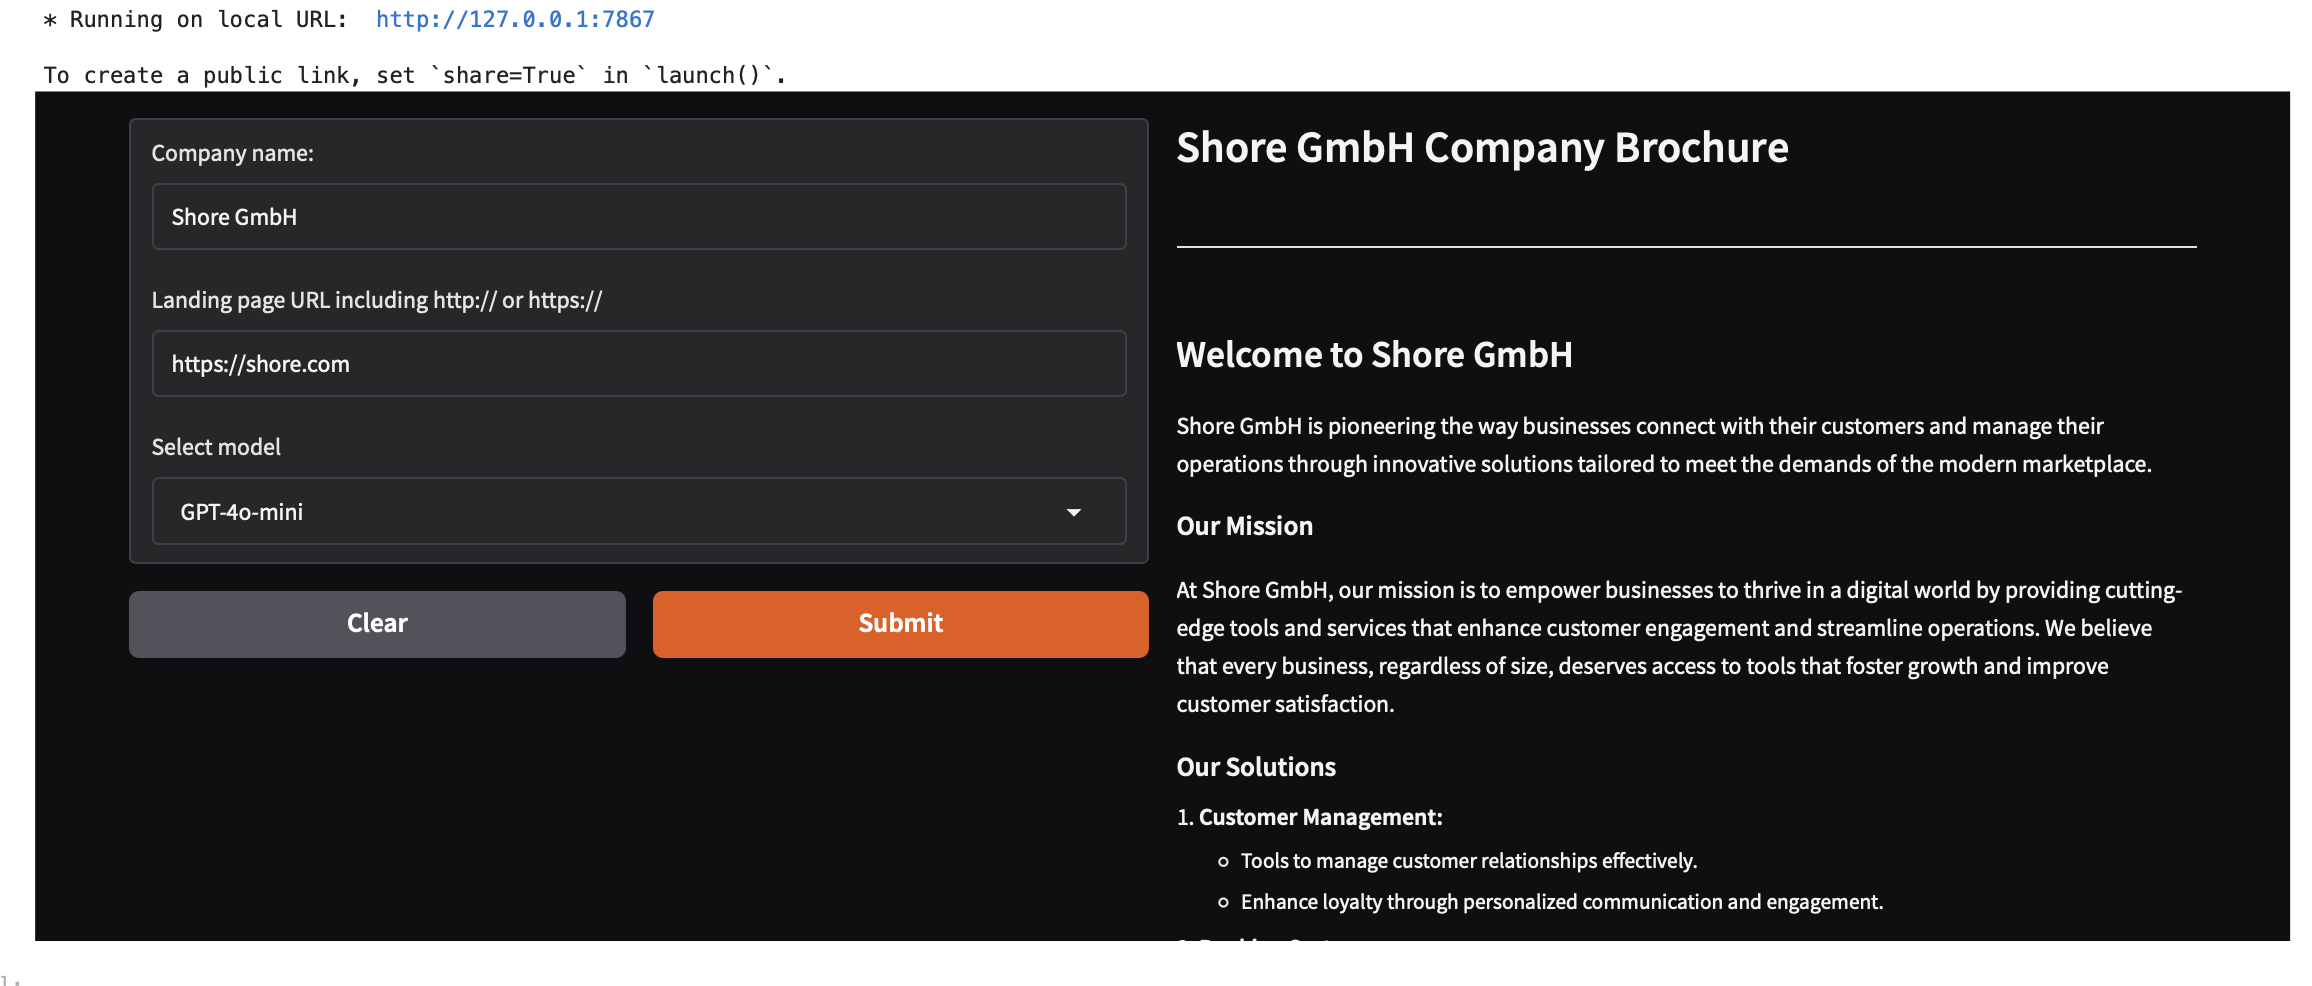 * Running on local URL:  http://127.0.0.1:7867
To create a public link, set `share=True` in `launch()`.
Company name:
Shore GmbH
Landing page URL including http:// or https://
https://shore.com
Select model
GPT-4o-mini
Clear
Submit
Shore GmbH Company Brochure
Welcome to Shore GmbH
Shore GmbH is pioneering the way businesses connect with their customers and manage their
operations through innovative solutions tailored to meet the demands of the modern marketplace.
Our Mission
At Shore GmbH, our mission is to empower businesses to thrive in a digital world by providing cutting-
edge tools and services that enhance customer engagement and streamline operations. We believe
that every business, regardless of size, deserves access to tools that foster growth and improve
customer satisfaction.
Our Solutions
1. Customer Management:
Tools to manage customer relationships effectively.
Enhance loyalty through personalized communication and engagement.